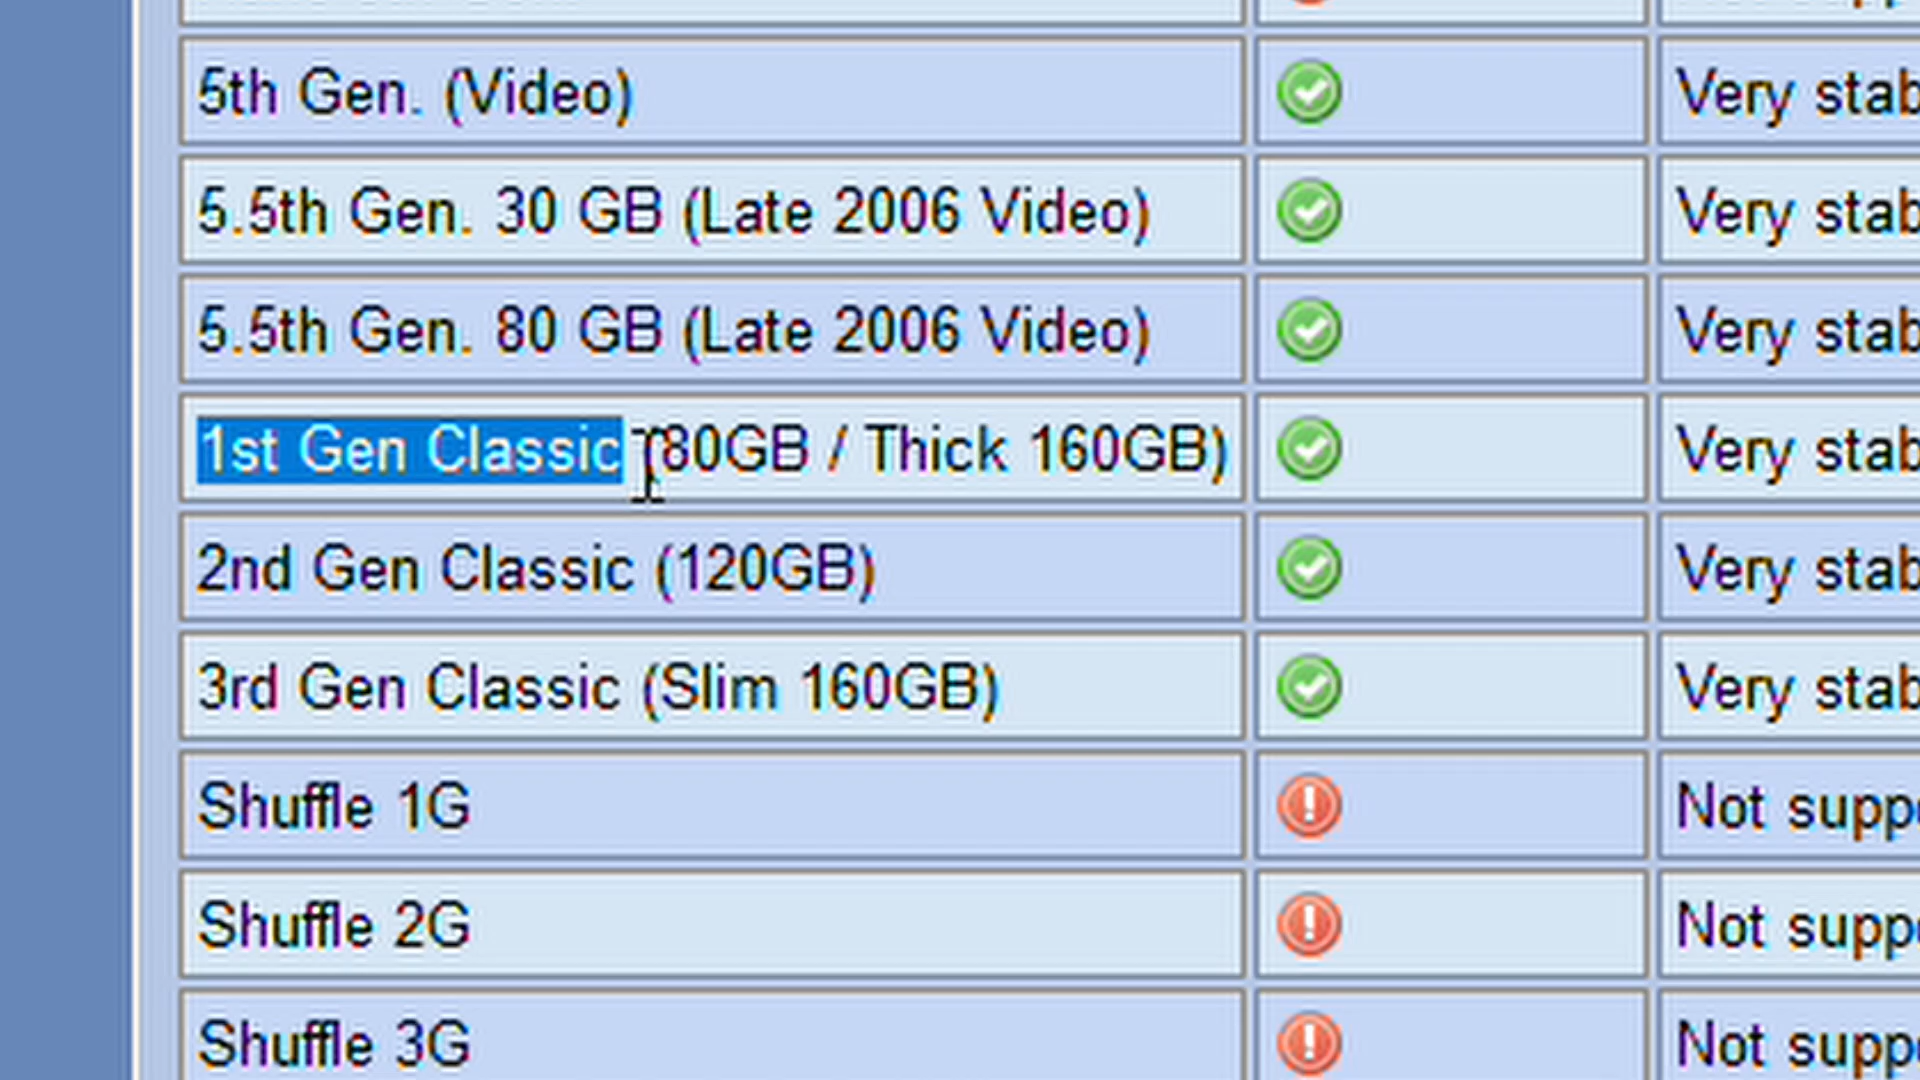 5th Gen. (Video) Very stab
5.5th Gen. 30 GB (Late 2006 Video) Very stab
5.5th Gen. 80 GB (Late 2006 Video) Very stab
1st Gen Classic (80GB / Thick 160GB) Very stab
2nd Gen Classic (120GB) Very stab
3rd Gen Classic (Slim 160GB) Very stab
Shuffle 1G Not supp
Shuffle 2G Not supp
Shuffle 3G Not supp